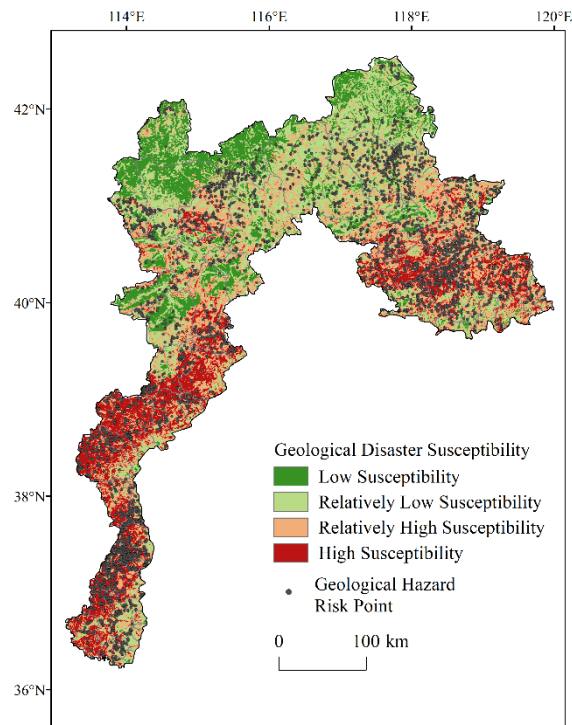 114°E 116°E 118°E 120°E
42°N
40°N
38°N
36°N
Geological Disaster Susceptibility
Low Susceptibility
Relatively Low Susceptibility
Relatively High Susceptibility
High Susceptibility
Geological Hazard
Risk Point
0 100 km